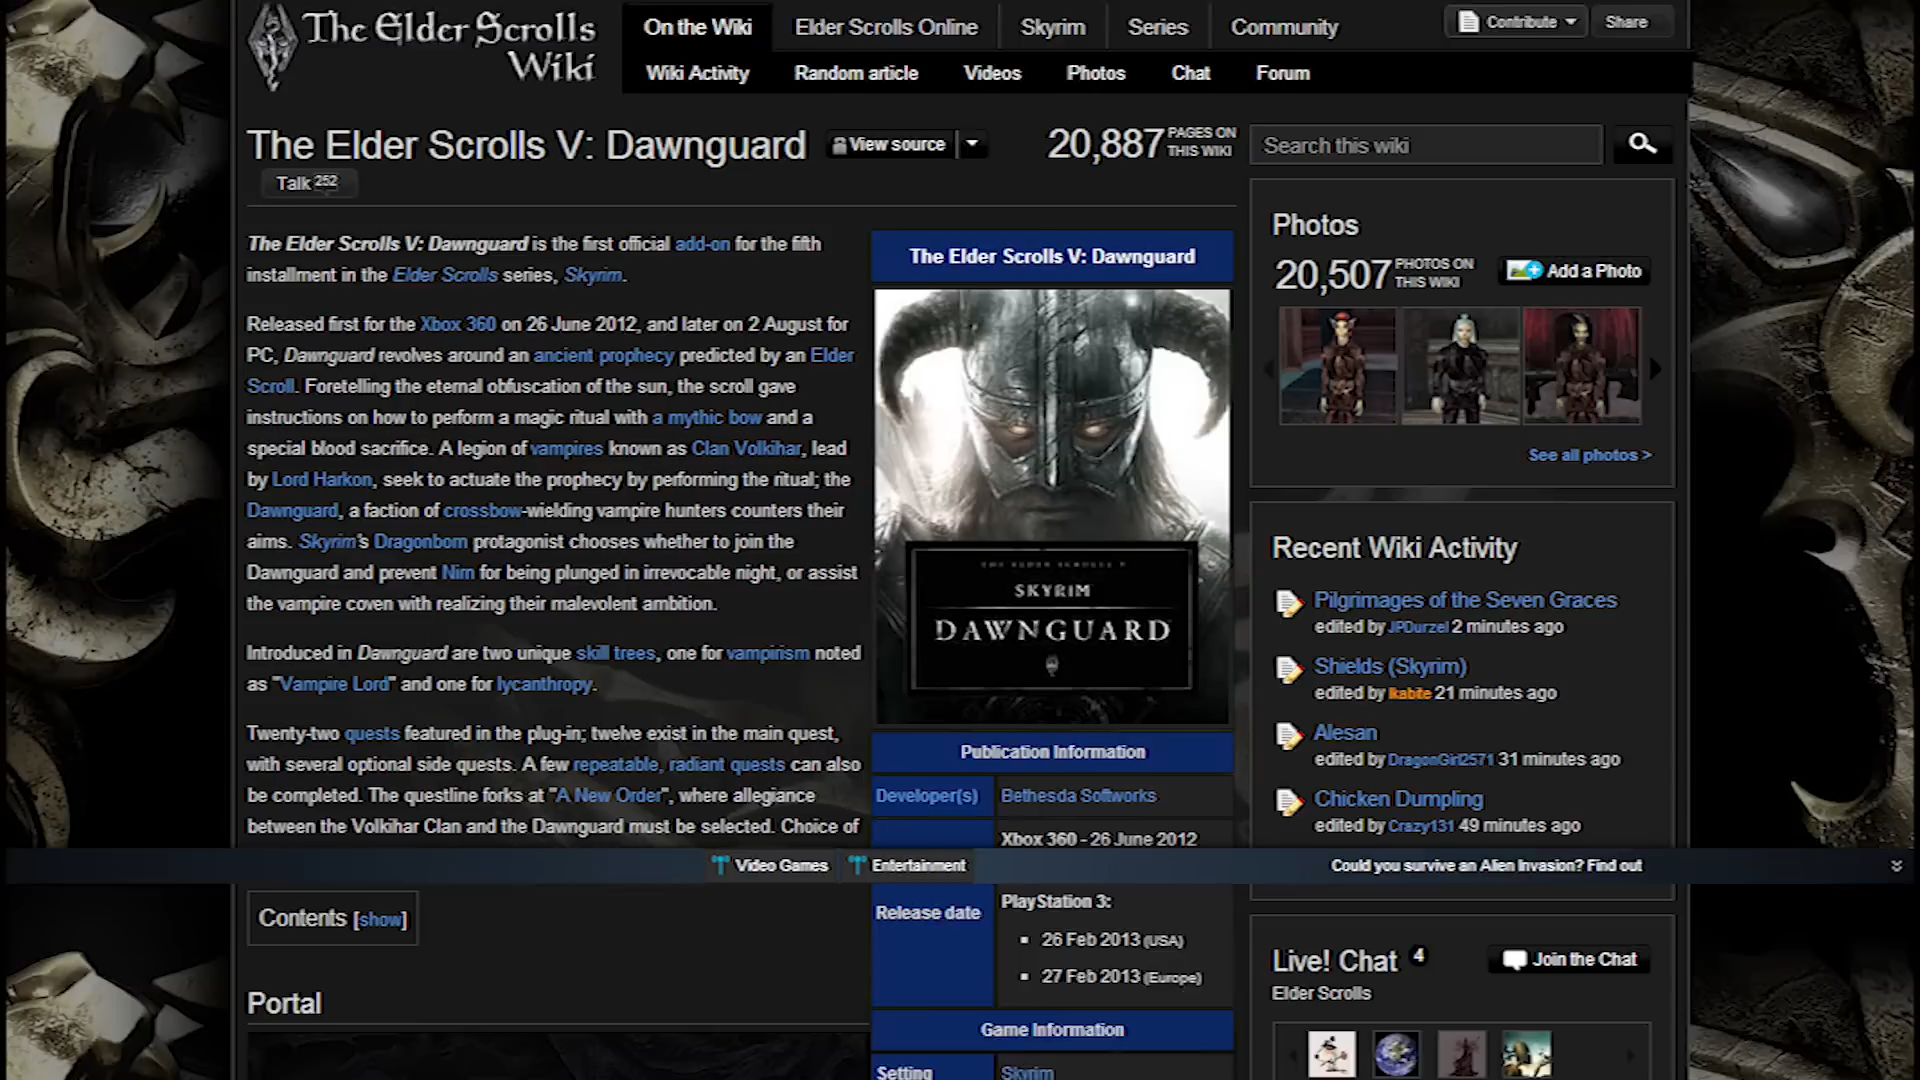 The Elder Scrolls
Wiki
On the Wiki
Elder Scrolls Online
Skyrim
Series
Community
Contribute
Share
Wiki Activity
Random article
Videos
Photos
Chat
Forum
The Elder Scrolls V: Dawnguard
View source
20,887 PAGES ON
THIS WIKI
Search this wiki
Talk 252
The Elder Scrolls V: Dawnguard is the first official add-on for the fifth
installment in the Elder Scrolls series, Skyrim.
Released first for the Xbox 360 on 26 June 2012, and later on 2 August for
PC, Dawnguard revolves around an ancient prophecy predicted by an Elder
Scroll. Foretelling the eternal obfuscation of the sun, the scroll gave
instructions on how to perform a magic ritual with a mythic bow and a
special blood sacrifice. A legion of vampires known as Clan Volkihar, lead
by Lord Harkon, seek to actuate the prophecy by performing the ritual; the
Dawnguard, a faction of crossbow-wielding vampire hunters counters their
aims. Skyrim's Dragonborn protagonist chooses whether to join the
Dawnguard and prevent Nirn for being plunged in irrevocable night, or assist
the vampire coven with realizing their malevolent ambition.
Introduced in Dawnguard are two unique skill trees, one for vampirism noted
as "Vampire Lord" and one for lycanthropy.
Twenty-two quests featured in the plug-in; twelve exist in the main quest,
with several optional side quests. A few repeatable, radiant quests can also
be completed. The questline forks at "A New Order", where allegiance
between the Volkihar Clan and the Dawnguard must be selected. Choice of
The Elder Scrolls V: Dawnguard
THE ELDER SCROLLS V
SKYRIM
DAWNGUARD
Publication Information
Developer(s)
Bethesda Softworks
Xbox 360 - 26 June 2012
Release date
PlayStation 3:
26 Feb 2013 (USA)
27 Feb 2013 (Europe)
Game Information
Setting
Skyrim
Photos
20,507 PHOTOS ON
THIS WIKI
Add a Photo
See all photos >
Recent Wiki Activity
Pilgrimages of the Seven Graces
edited by JPDurzel 2 minutes ago
Shields (Skyrim)
edited by Ikabite 21 minutes ago
Alesan
edited by DragonGirl2571 31 minutes ago
Chicken Dumpling
edited by Crazy131 49 minutes ago
Video Games
Entertainment
Could you survive an Alien Invasion? Find out
Contents [show]
Portal
Live! Chat 4
Join the Chat
Elder Scrolls